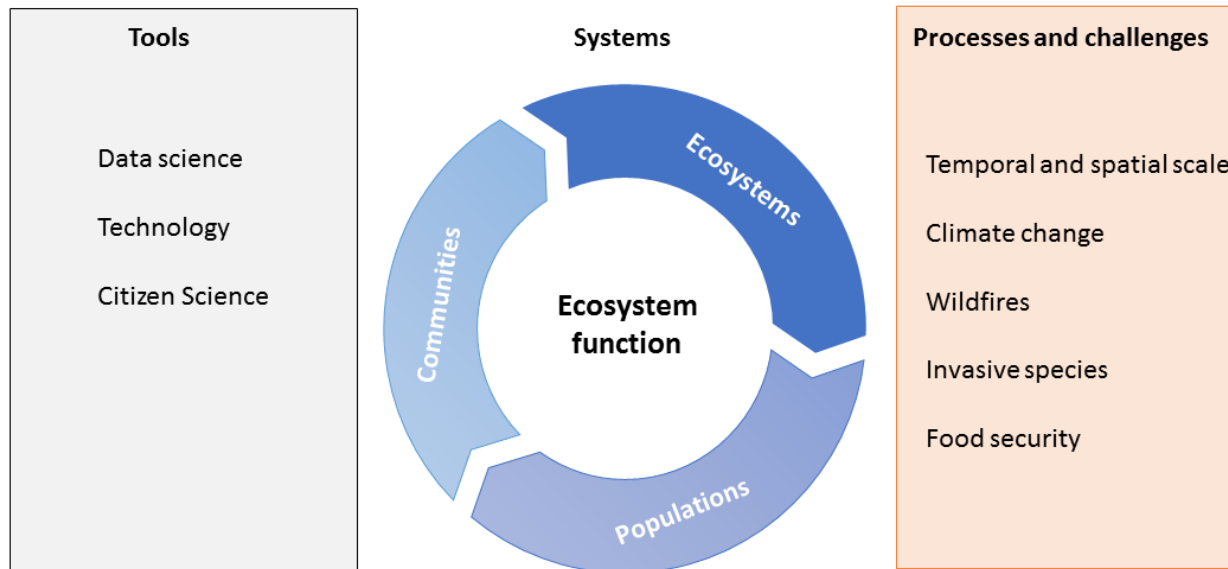 Tools
Data science
Technology
Citizen Science
Systems
Ecosystems
Communities
Ecosystem
function
Populations
Processes and challenges
Temporal and spatial scale
Climate change
Wildfires
Invasive species
Food security